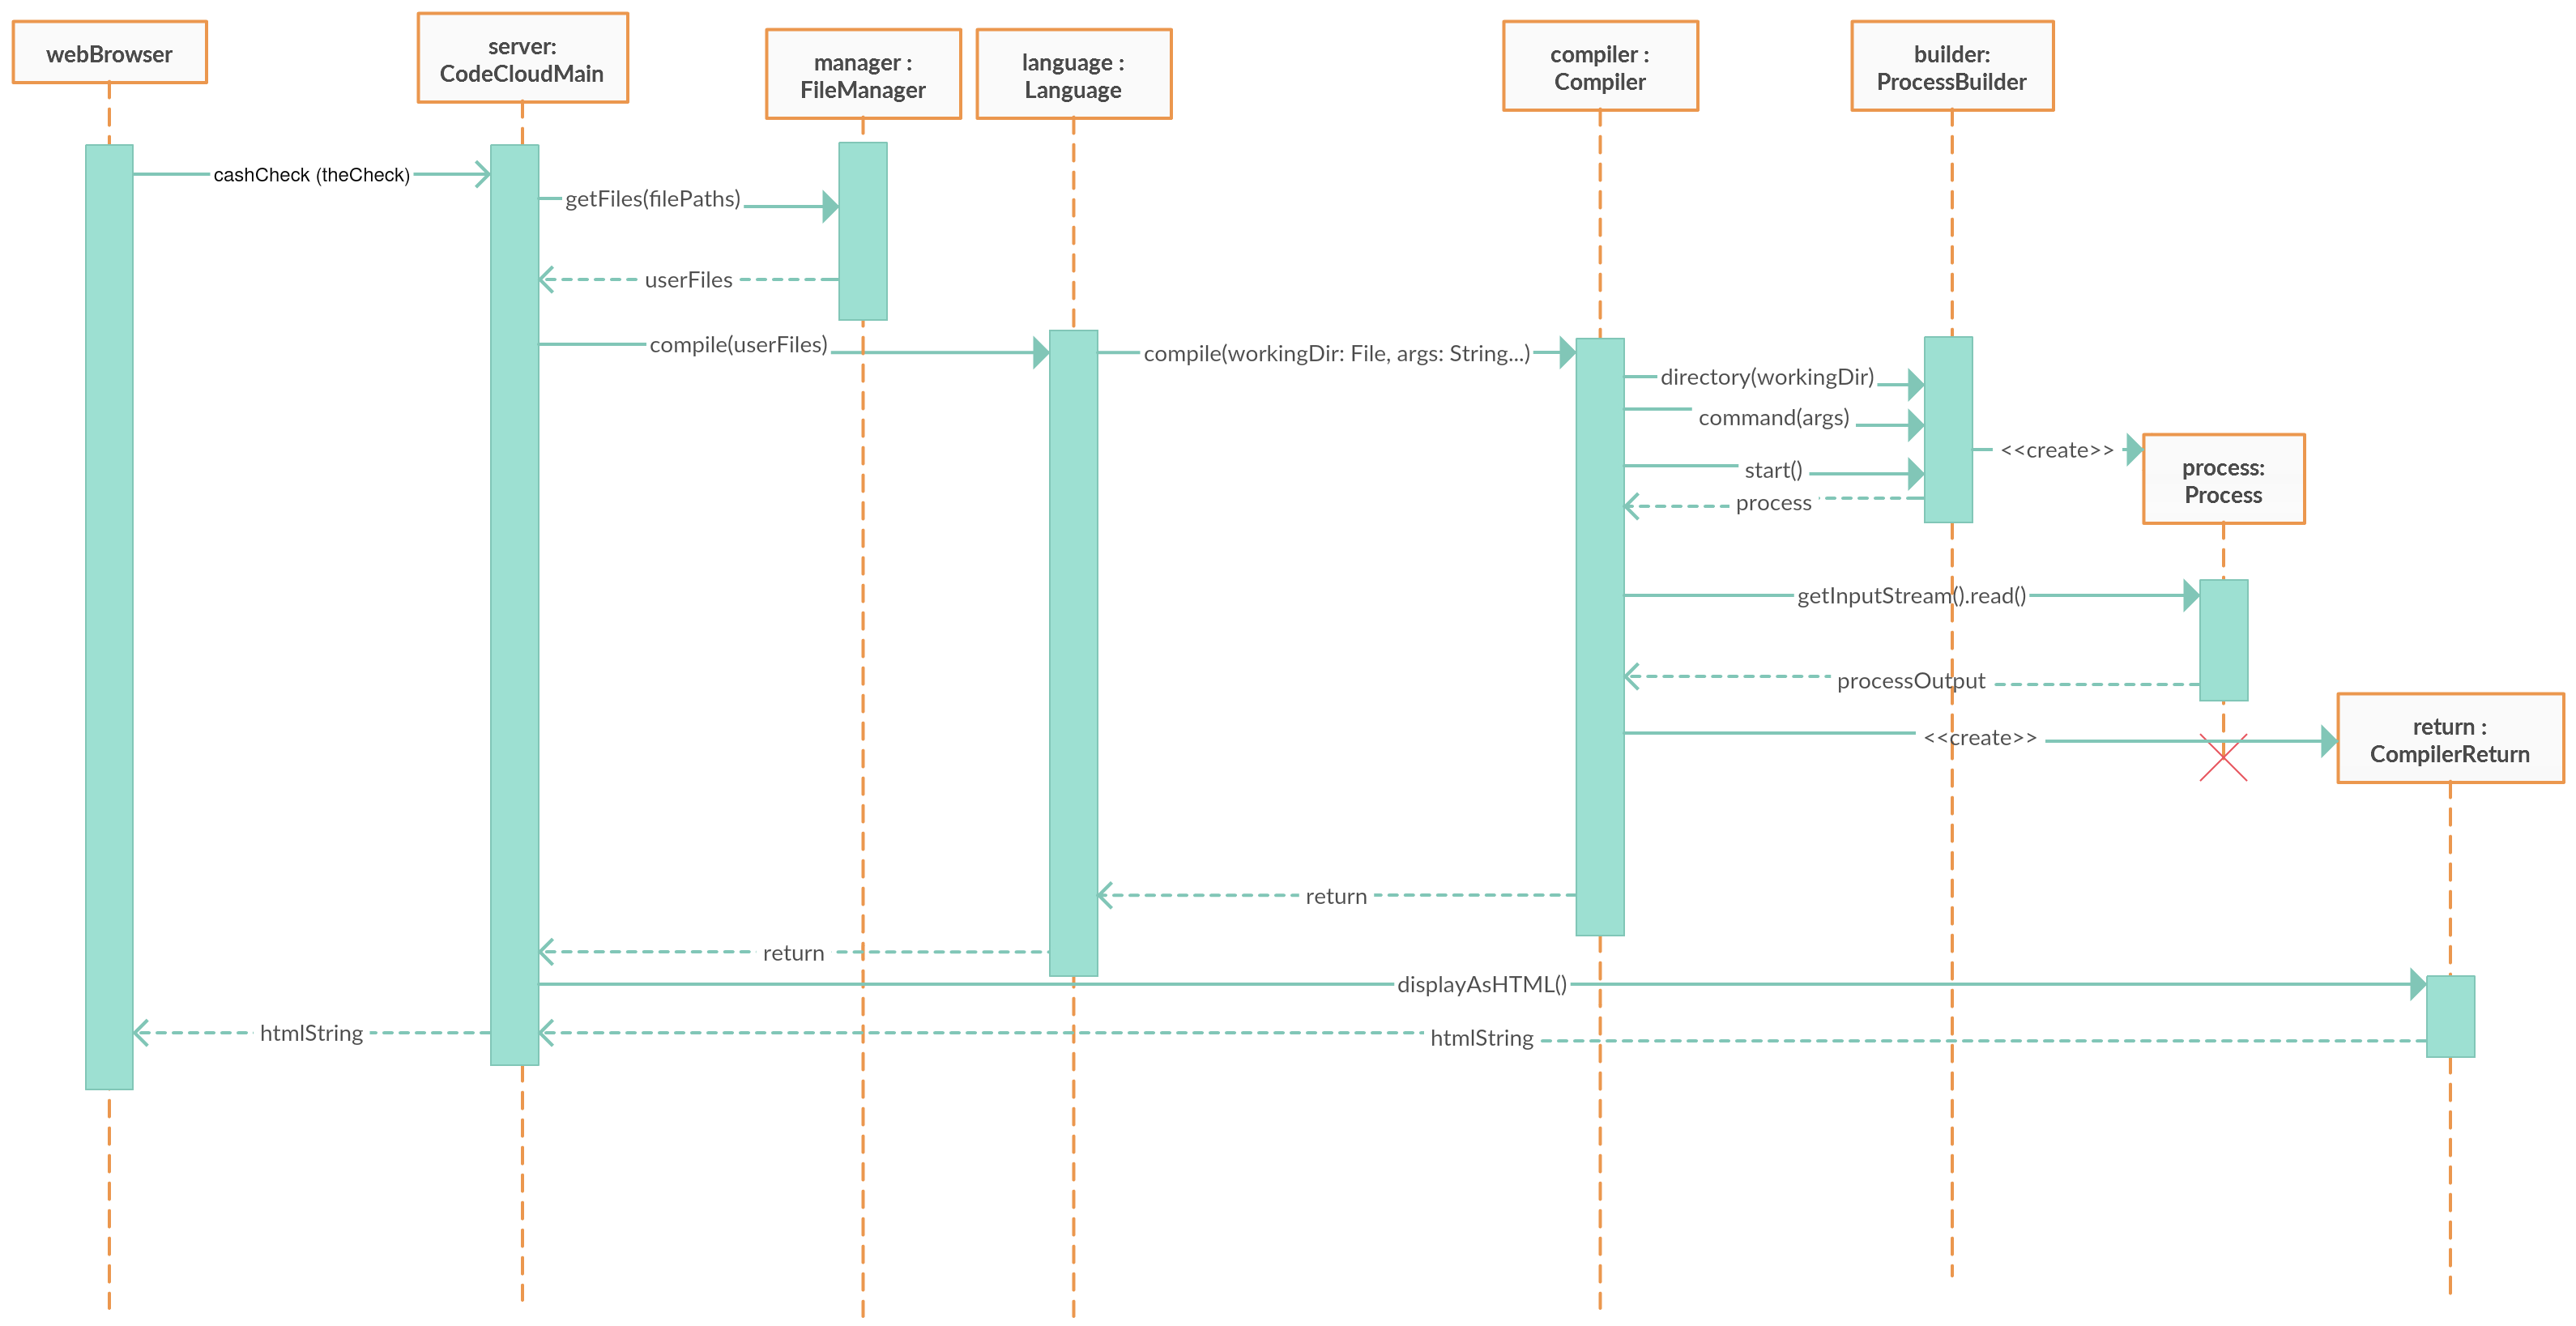 webBrowser
server:
CodeCloudMain
manager :
FileManager
language :
Language
compiler :
Compiler
builder:
ProcessBuilder
cashCheck (theCheck)
getFiles(filePaths)
userFiles
compile(userFiles)
compile(workingDir: File, args: String...)
directory(workingDir)
command(args)
<<create>>
process:
Process
start()
process
getInputStream().read()
processOutput
<<create>>
return :
CompilerReturn
return
return
displayAsHTML()
htmlString
htmlString